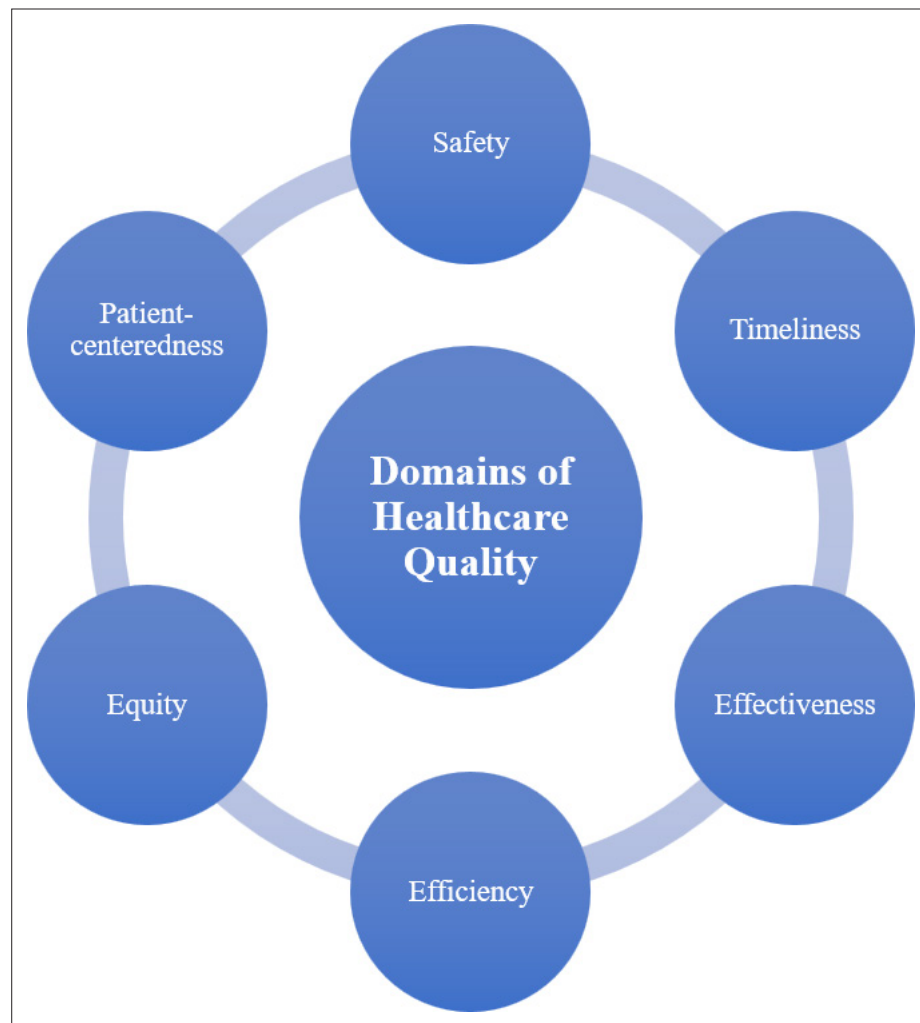 Safety
Timeliness
Effectiveness
Efficiency
Equity
Patient-
centeredness
Domains of
Healthcare
Quality